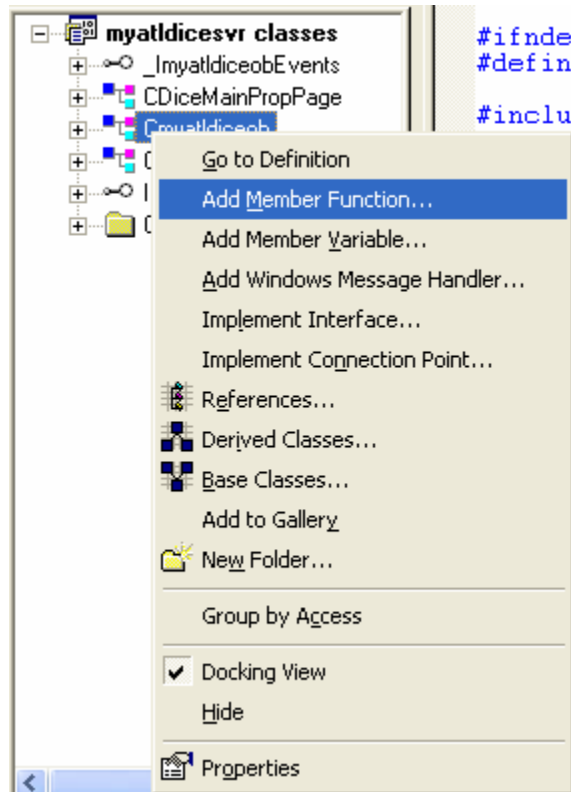 myatldicesvr classes
_ImyatldiceobEvents
CDiceMainPropPage
Cmyatldiceob
#ifnde
#defin
#inclu
Go to Definition
Add Member Function...
Add Member Variable...
Add Windows Message Handler...
Implement Interface...
Implement Connection Point...
References...
Derived Classes...
Base Classes...
Add to Gallery
New Folder...
Group by Access
Docking View
Hide
Properties